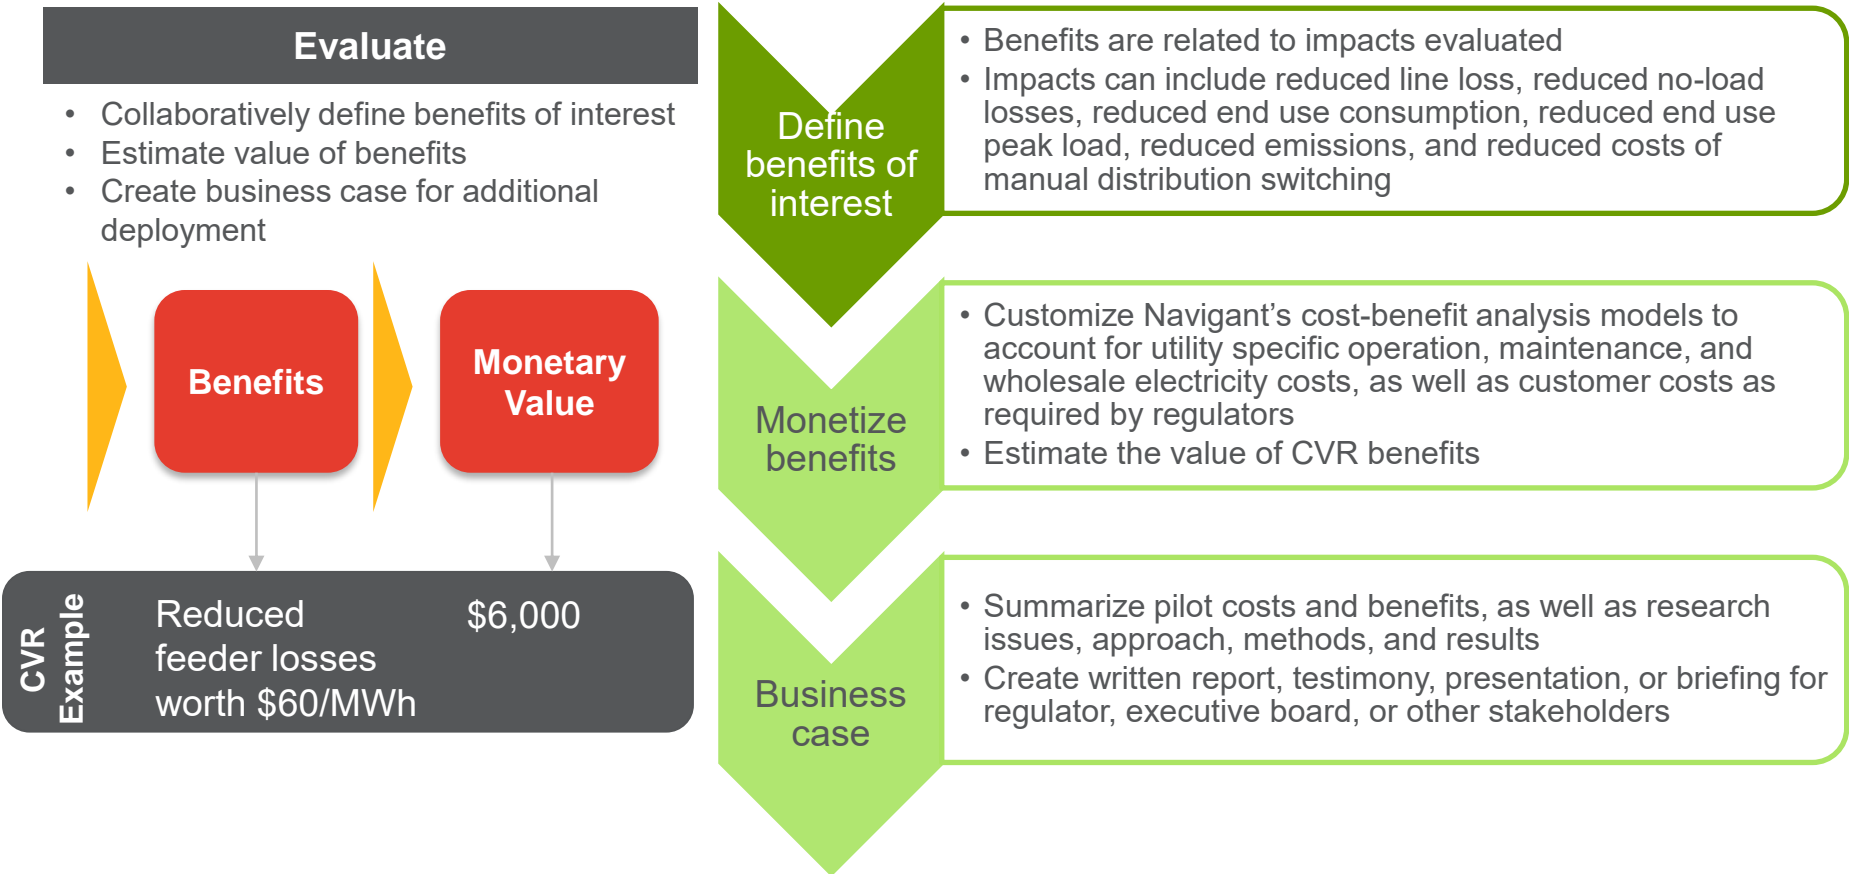 Evaluate
• Collaboratively define benefits of interest
• Estimate value of benefits
• Create business case for additional
deployment
Benefits
Monetary
Value
CVR
Example
Reduced
feeder losses
worth $60/MWh
$6,000
Define
benefits of
interest
• Benefits are related to impacts evaluated
• Impacts can include reduced line loss, reduced no-load
losses, reduced end use consumption, reduced end use
peak load, reduced emissions, and reduced costs of
manual distribution switching
Monetize
benefits
• Customize Navigant’s cost-benefit analysis models to
account for utility specific operation, maintenance, and
wholesale electricity costs, as well as customer costs as
required by regulators
• Estimate the value of CVR benefits
Business
case
• Summarize pilot costs and benefits, as well as research
issues, approach, methods, and results
• Create written report, testimony, presentation, or briefing for
regulator, executive board, or other stakeholders